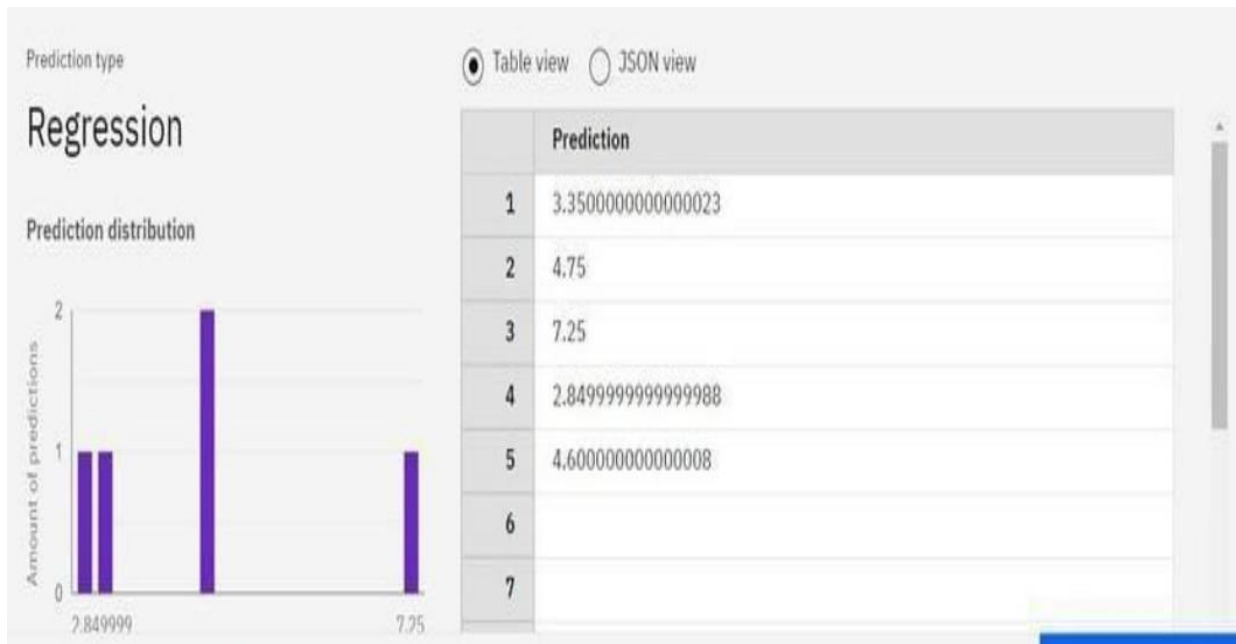 Prediction type
Regression
Prediction distribution
Amount of predictions
2
1
0
2.849999
7.25
Table view
JSON view
Prediction
1 3.3500000000000023
2 4.75
3 7.25
4 2.8499999999999988
5 4.600000000000008
6
7